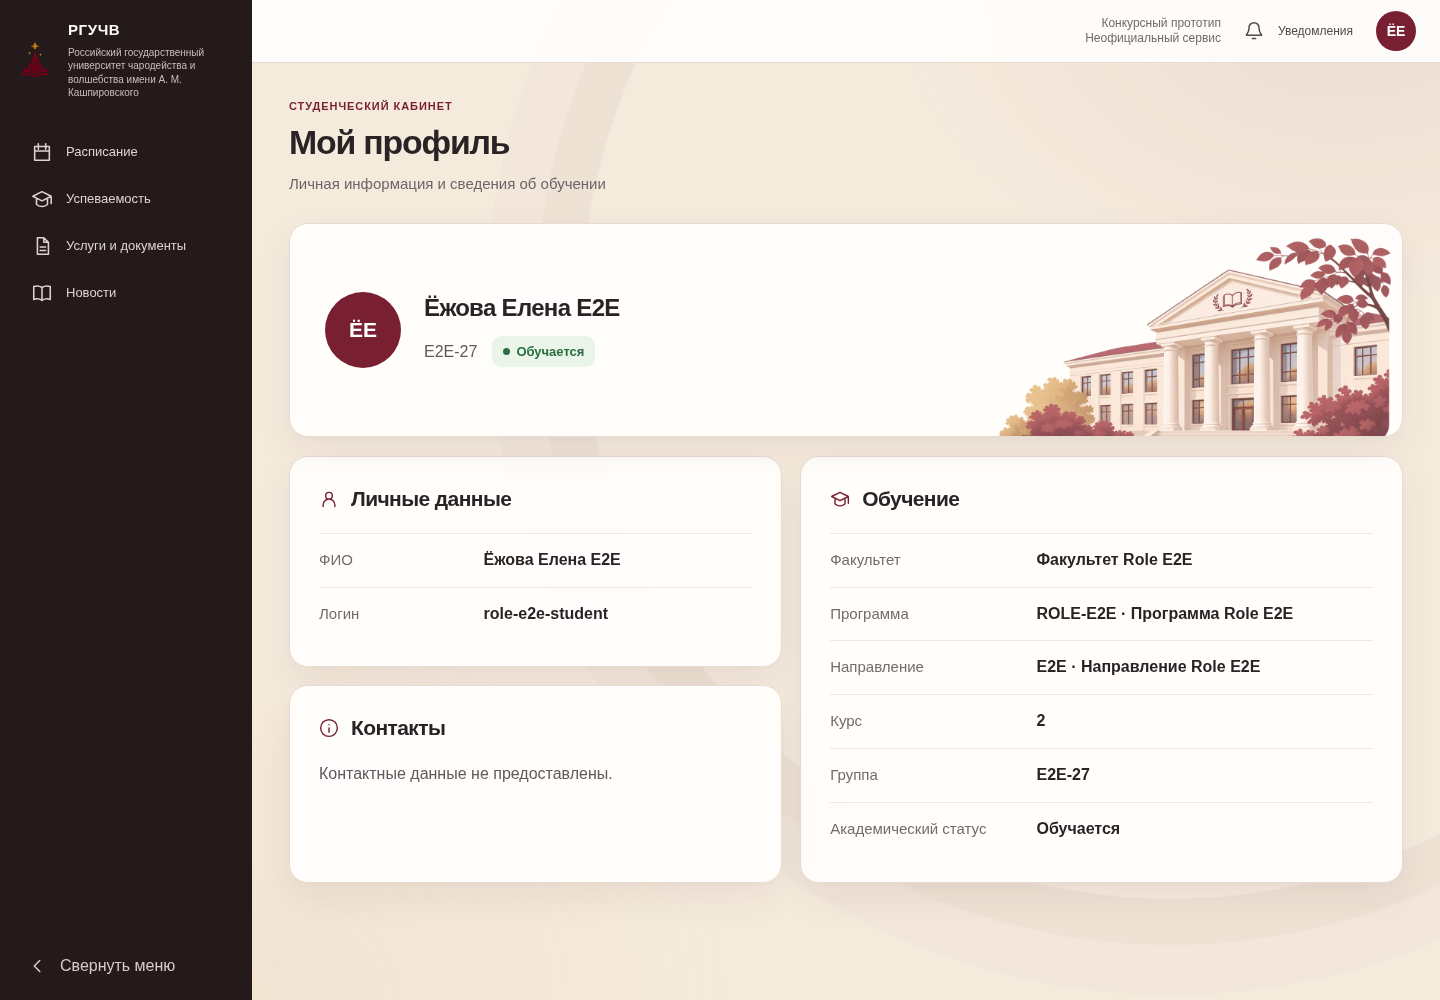 РГУЧВ
Российский государственный
университет чародейства и
волшебства имени А. М.
Кашпировского
Расписание
Успеваемость
Услуги и документы
Новости
Свернуть меню
Конкурсный прототип
Неофициальный сервис
Уведомления
ЁЕ
СТУДЕНЧЕСКИЙ КАБИНЕТ
Мой профиль
Личная информация и сведения об обучении
ЁЕ
Ёжова Елена E2E
E2E-27
Обучается
Личные данные
ФИО
Ёжова Елена E2E
Логин
role-e2e-student
Контакты
Контактные данные не предоставлены.
Обучение
Факультет
Факультет Role E2E
Программа
ROLE-E2E · Программа Role E2E
Направление
E2E · Направление Role E2E
Курс
2
Группа
E2E-27
Академический статус
Обучается